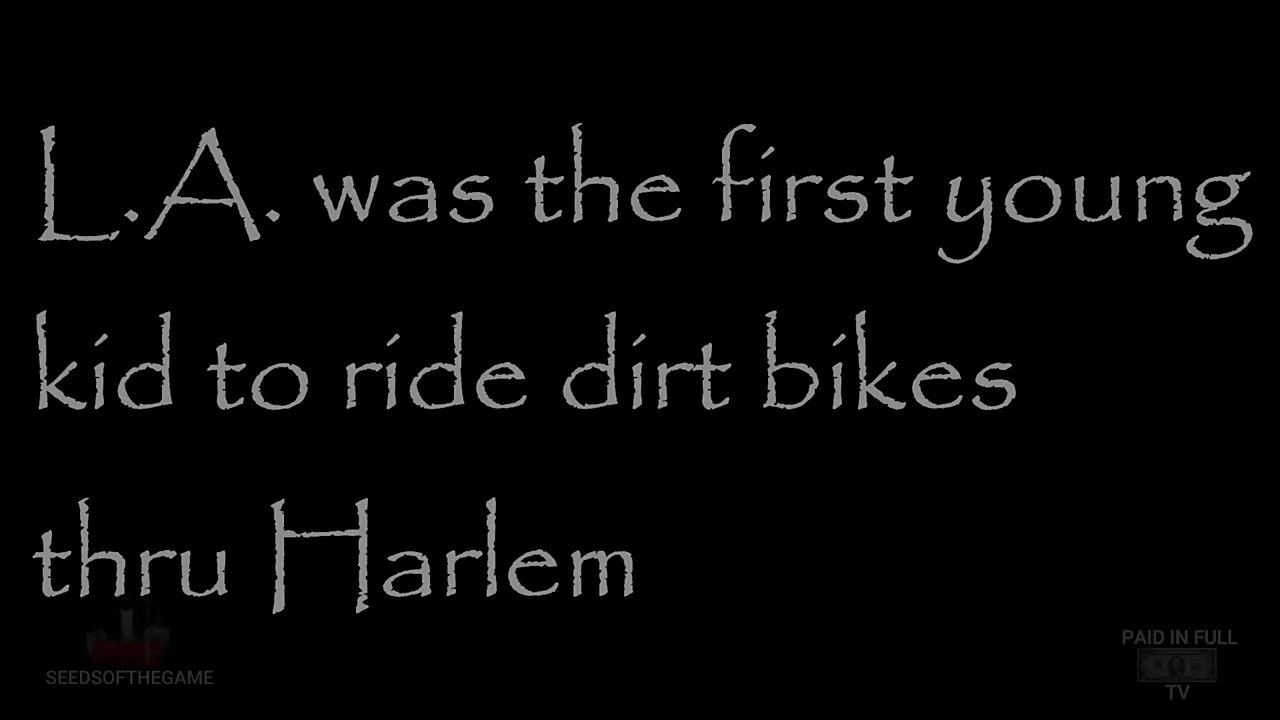 L.A. was the first young
kid to ride dirt bikes
thru Harlem
SEEDSOFTHEGAME
PAID IN FULL
TV